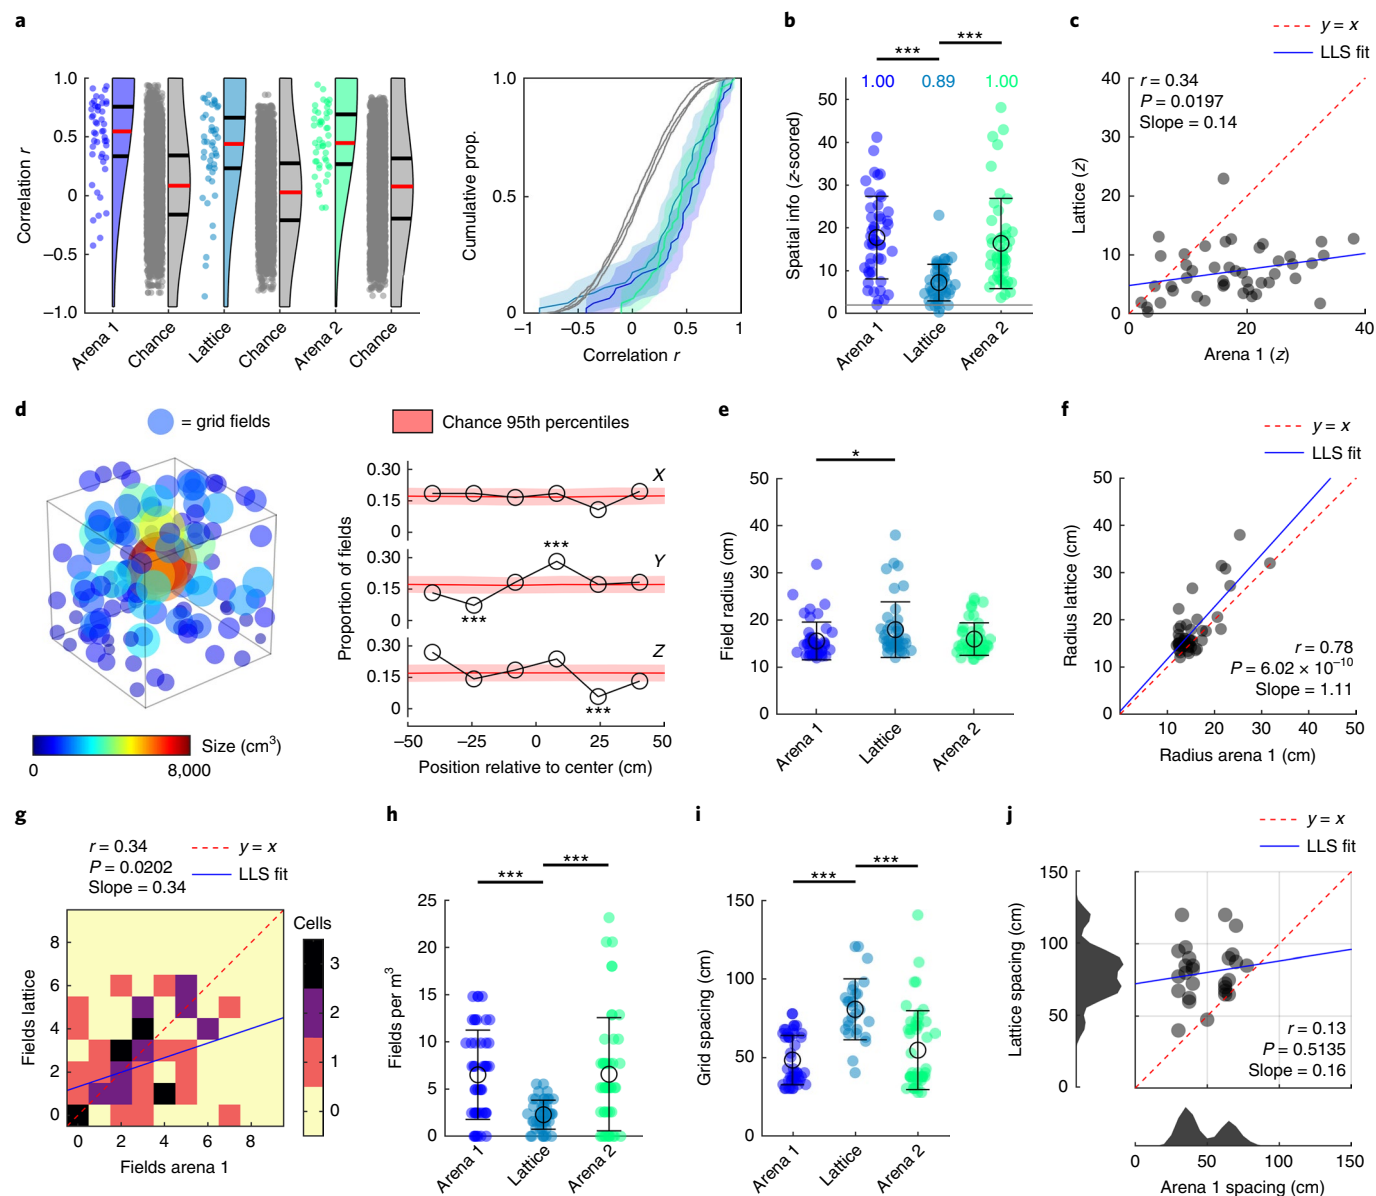 a
1.0
0.5
0
−0.5
−1.0
Correlation r
Arena 1
Chance
Lattice
Chance
Arena 2
Chance
1.0
0.5
0
Cumulative prop.
−1
−0.5
0
0.5
1
Correlation r
b
***
***
1.00
0.89
1.00
50
40
30
20
10
0
Spatial info (z-scored)
Arena 1
Lattice
Arena 2
c
y = x
LLS fit
r = 0.34
P = 0.0197
Slope = 0.14
40
30
20
10
0
Lattice (z)
0
20
40
Arena 1 (z)
d
= grid fields
Size (cm3)
0
8,000
Chance 95th percentiles
Proportion of fields
0.30
0.15
0
X
0.30
0.15
0
Y
***
***
0.30
0.15
0
Z
***
−50
−25
0
25
50
Position relative to center (cm)
e
*
50
40
30
20
10
0
Field radius (cm)
Arena 1
Lattice
Arena 2
f
y = x
LLS fit
50
40
30
20
10
0
Radius lattice (cm)
r = 0.78
P = 6.02 × 10−10
Slope = 1.11
10
20
30
40
50
Radius arena 1 (cm)
g
r = 0.34
P = 0.0202
Slope = 0.34
y = x
LLS fit
8
6
4
2
0
Fields lattice
0
2
4
6
8
Fields arena 1
Cells
3
2
1
0
h
***
***
25
20
15
10
5
0
Fields per m3
Arena 1
Lattice
Arena 2
i
***
***
150
100
50
0
Grid spacing (cm)
Arena 1
Lattice
Arena 2
j
y = x
LLS fit
150
100
50
0
Lattice spacing (cm)
r = 0.13
P = 0.5135
Slope = 0.16
0
50
100
150
Arena 1 spacing (cm)